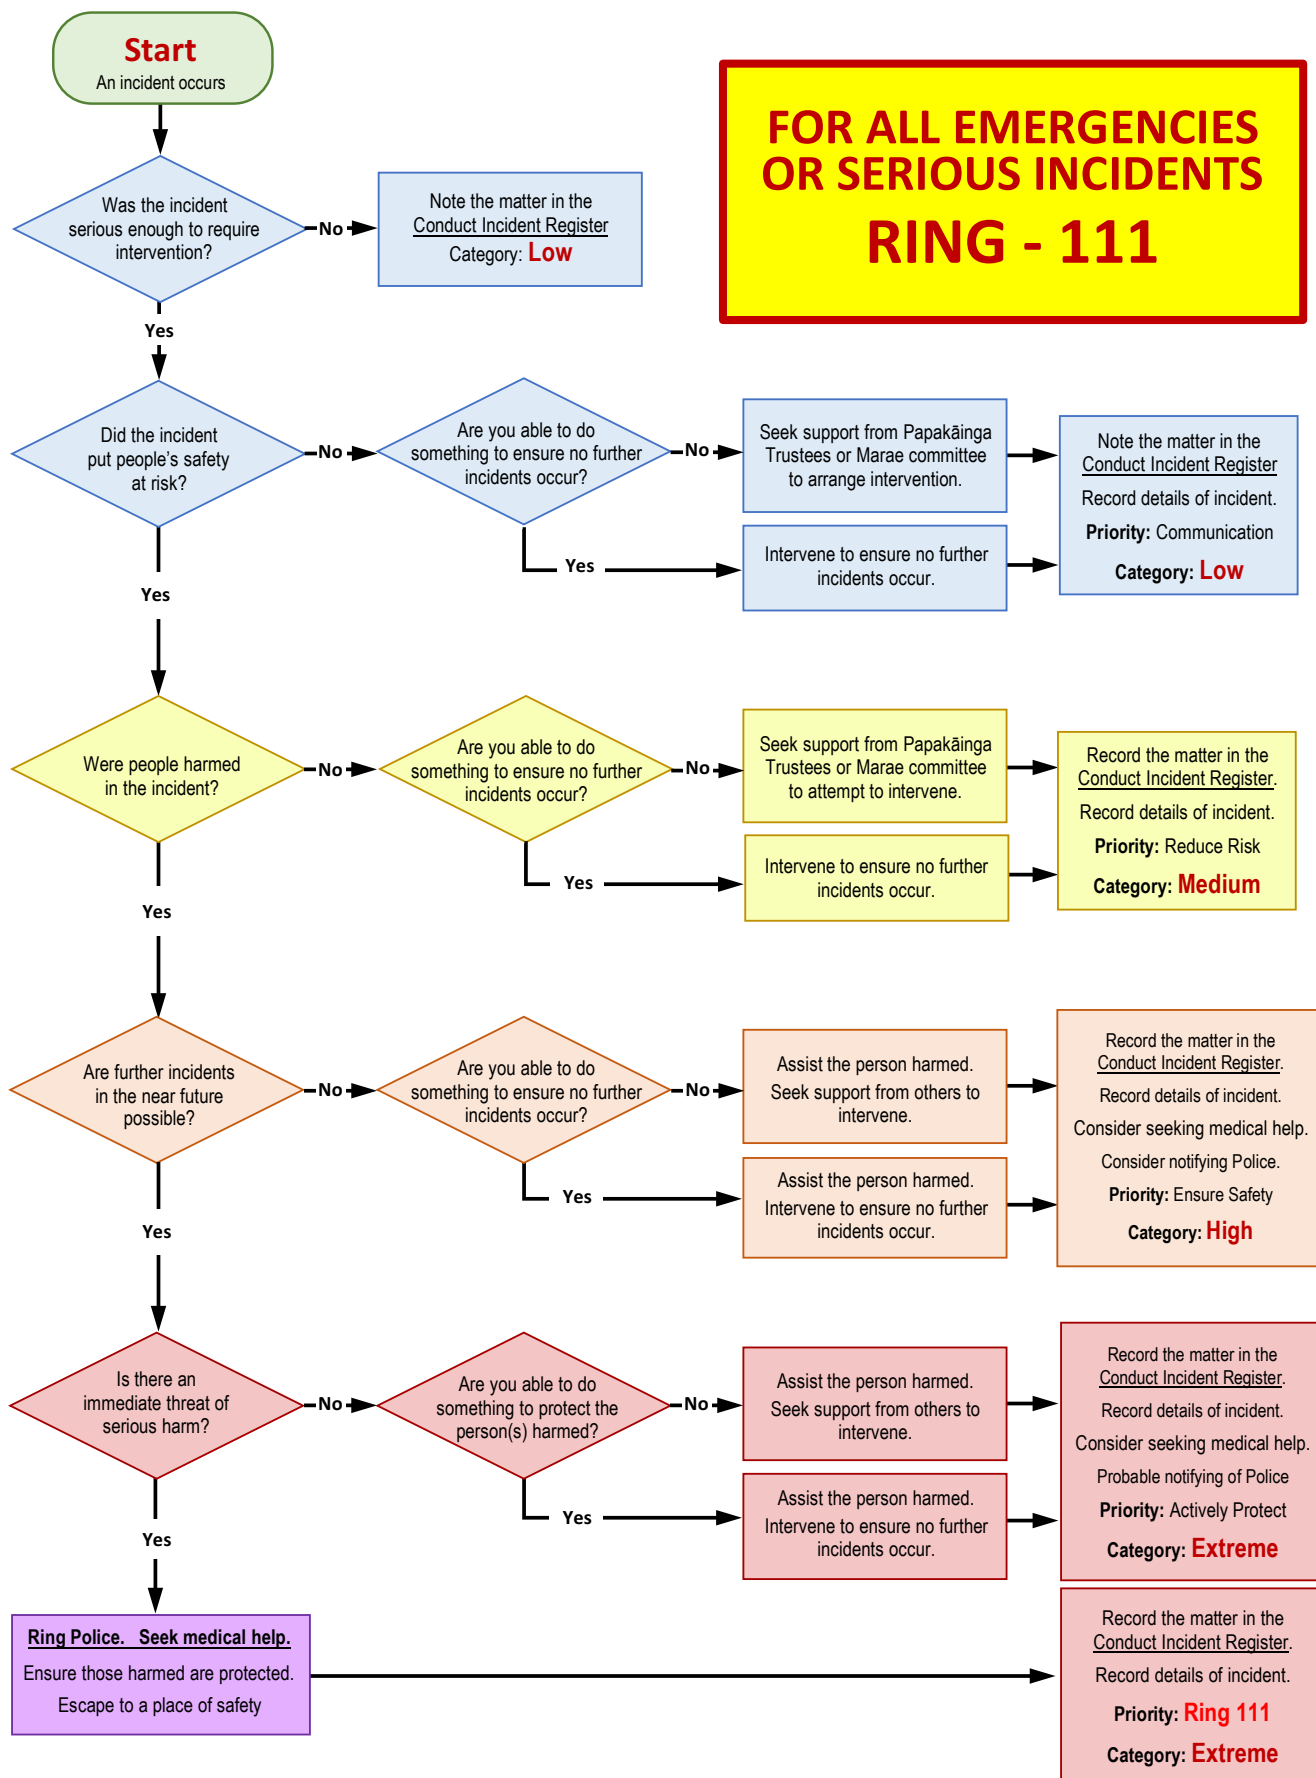 Start
An incident occurs
FOR ALL EMERGENCIES
OR SERIOUS INCIDENTS
RING - 111
Was the incident
serious enough to require
intervention?
No
Note the matter in the
Conduct Incident Register
Category: Low
Yes
Did the incident
put people’s safety
at risk?
No
Are you able to do
something to ensure no further
incidents occur?
No
Seek support from Papakāinga
Trustees or Marae committee
to arrange intervention.
Yes
Intervene to ensure no further
incidents occur.
Note the matter in the
Conduct Incident Register
Record details of incident.
Priority: Communication
Category: Low
Yes
Were people harmed
in the incident?
No
Are you able to do
something to ensure no further
incidents occur?
No
Seek support from Papakāinga
Trustees or Marae committee
to attempt to intervene.
Yes
Intervene to ensure no further
incidents occur.
Record the matter in the
Conduct Incident Register.
Record details of incident.
Priority: Reduce Risk
Category: Medium
Yes
Are further incidents
in the near future
possible?
No
Are you able to do
something to ensure no further
incidents occur?
No
Assist the person harmed.
Seek support from others to
intervene.
Yes
Assist the person harmed.
Intervene to ensure no further
incidents occur.
Record the matter in the
Conduct Incident Register.
Record details of incident.
Consider seeking medical help.
Consider notifying Police.
Priority: Ensure Safety
Category: High
Yes
Is there an
immediate threat of
serious harm?
No
Are you able to do
something to protect the
person(s) harmed?
No
Assist the person harmed.
Seek support from others to
intervene.
Yes
Assist the person harmed.
Intervene to ensure no further
incidents occur.
Record the matter in the
Conduct Incident Register.
Record details of incident.
Consider seeking medical help.
Probable notifying of Police
Priority: Actively Protect
Category: Extreme
Yes
Ring Police. Seek medical help.
Ensure those harmed are protected.
Escape to a place of safety
Record the matter in the
Conduct Incident Register.
Record details of incident.
Priority: Ring 111
Category: Extreme